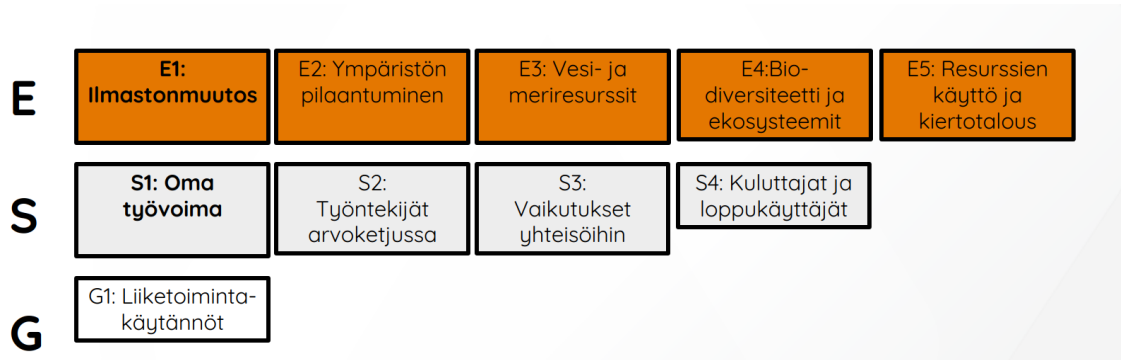 E
E1:
Ilmastonmuutos
E2: Ympäristön
pilaantuminen
E3: Vesi- ja
meriresurssit
E4:Bio-
diversiteetti ja
ekosysteemit
E5: Resurssien
käyttö ja
kiertotalous
S
S1: Oma
työvoima
S2:
Työntekijät
arvoketjussa
S3:
Vaikutukset
yhteisöihin
S4: Kuluttajat ja
loppukäyttäjät
G
G1: Liiketoiminta-
käytännöt